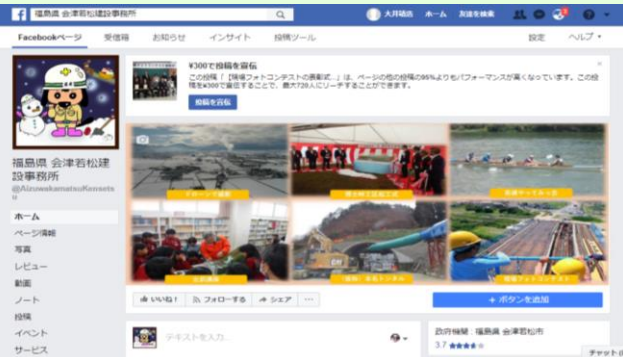 福島県 会津若松建設事務所
ホーム 友達を検索
Facebookページ 受信箱 お知らせ インサイト 投稿ツール 設定 ヘルプ
¥300で投稿を宣伝
この投稿「【現場フォトコンテストの表彰式...」は、ページの他の投稿の95%よりもパフォーマンスが高くなっています。この投
稿を¥300で宣伝することで、最大720人にリーチすることができます。
投稿を宣伝
福島県 会津若松建
設事務所
@AizuwakamatsuKensets
u
ホーム
ページ情報
写真
レビュー
動画
ノート
投稿
イベント
サービス
現場フォトコンテスト
いいね! フォローする シェア ...
+ ボタンを追加
テキストを入力...
政府機関:福島県 会津若松市
3.7
チャット